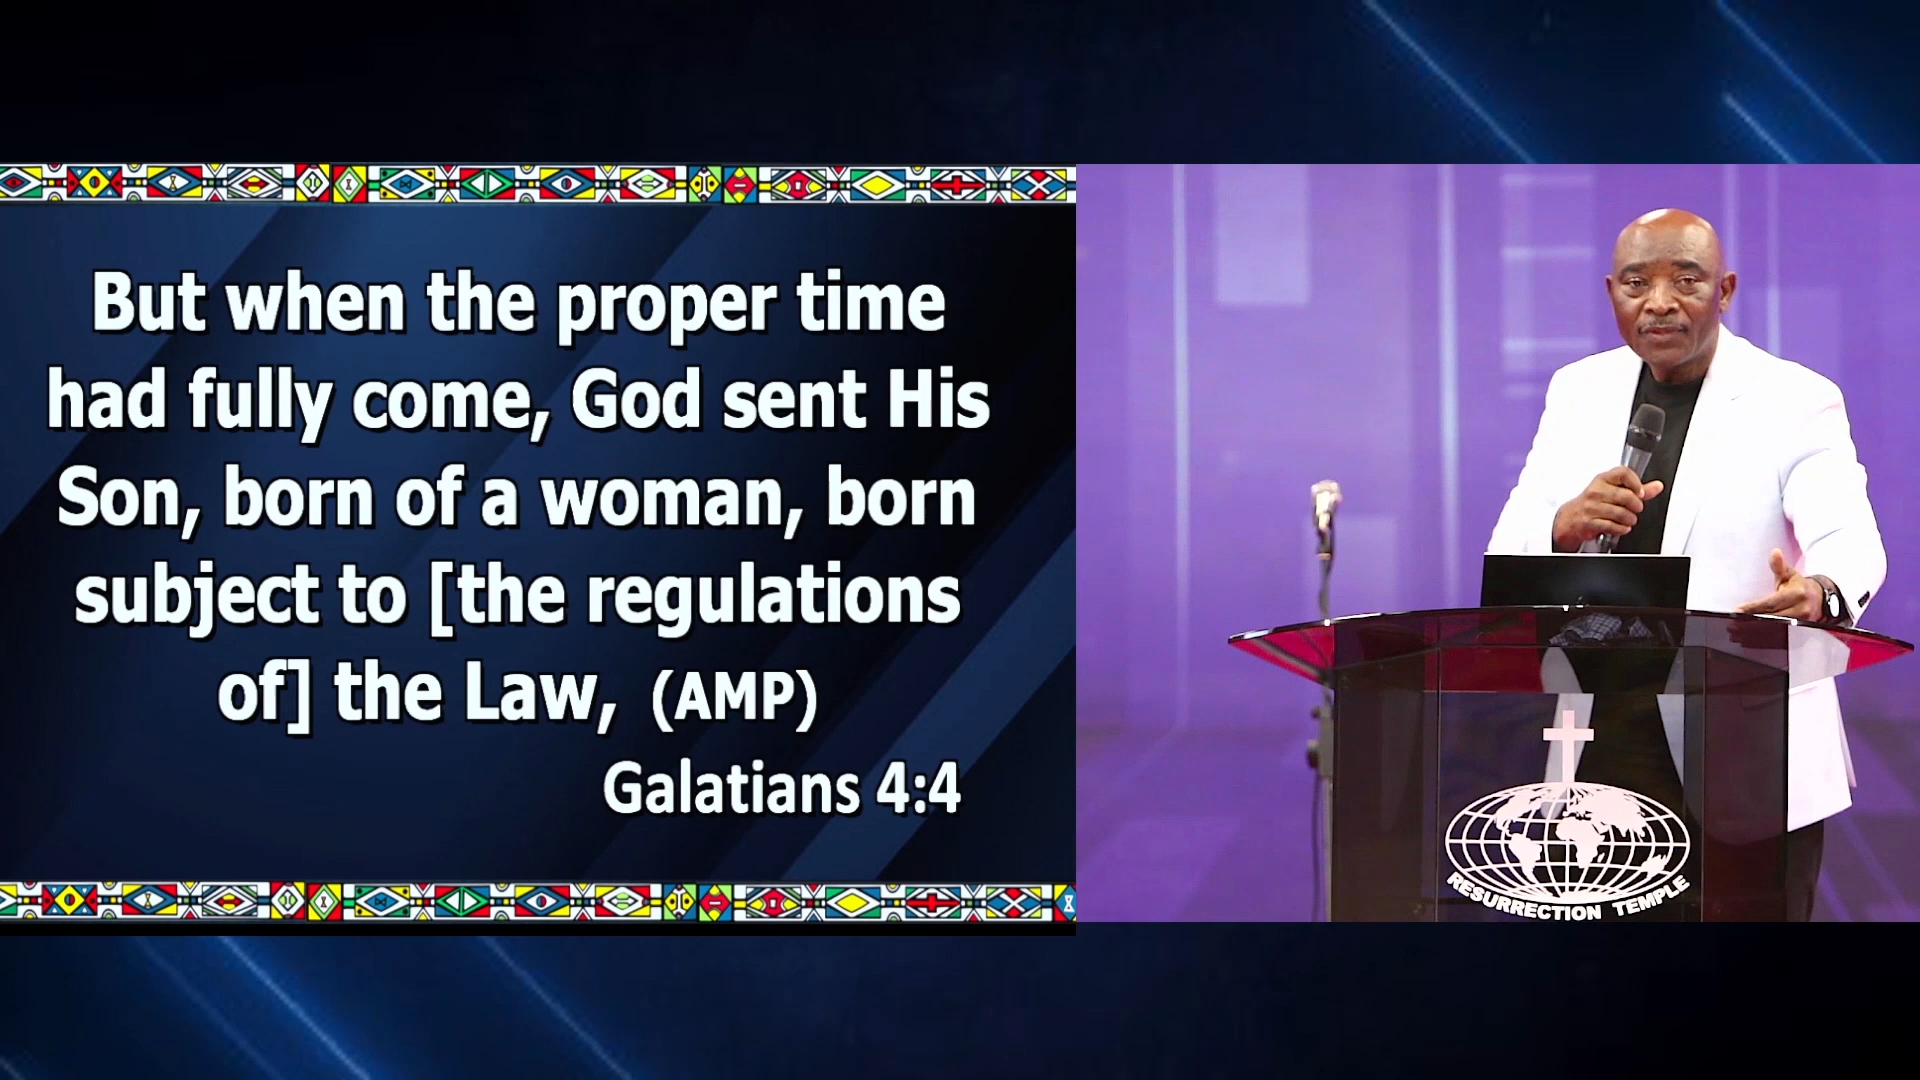 But when the proper time
had fully come, God sent His
Son, born of a woman, born
subject to [the regulations
of] the Law, (AMP)
Galatians 4:4
RESURRECTION TEMPLE